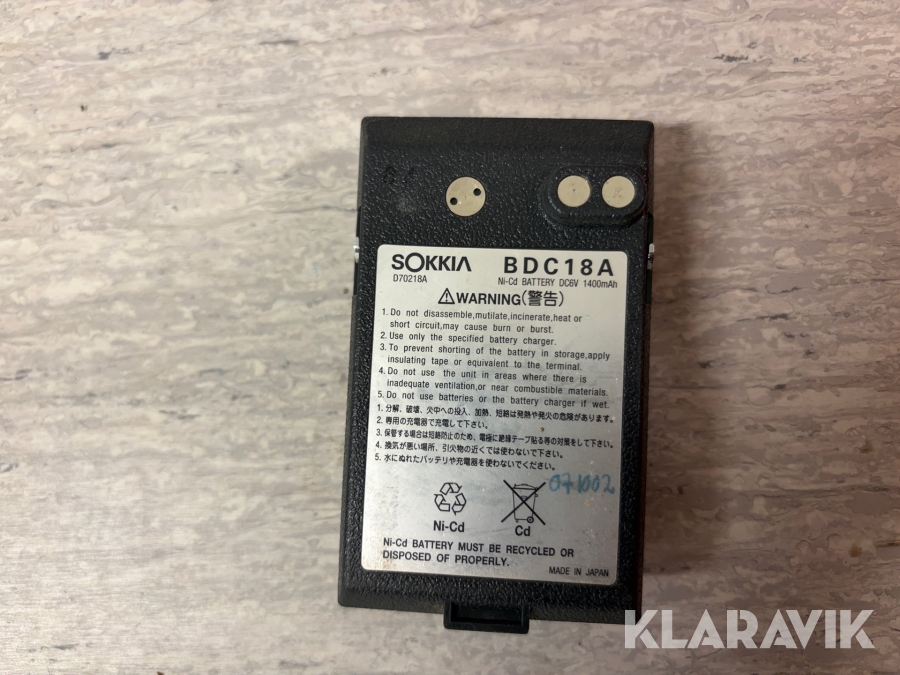 SOKKIA BDC18A
D70218A Ni-Cd BATTERY DC6V 1400mAh
⚠WARNING(警告)
1. Do not disassemble,mutilate,incinerate,heat or
short circuit,may cause burn or burst.
2. Use only the specified battery charger.
3. To prevent shorting of the battery in storage,apply
insulating tape or equivalent to the terminal.
4. Do not use the unit in areas where there is
inadequate ventilation,or near combustible materials.
5. Do not use batteries or the battery charger if wet.
1. 分解、破壊、火中への投入、加熱、短絡は発熱や発火の危険があります。
2. 専用の充電器で充電して下さい。
3. 保管する場合は短絡防止のため、電極に絶縁テープ貼る等の対策をして下さい。
4. 換気が悪い場所、引火物の近くでは使わないで下さい。
5. 水にぬれたバッテリや充電器を使わないでください。
071002
Ni-Cd Cd
Ni-Cd BATTERY MUST BE RECYCLED OR
DISPOSED OF PROPERLY.
MADE IN JAPAN
KLARAVIK